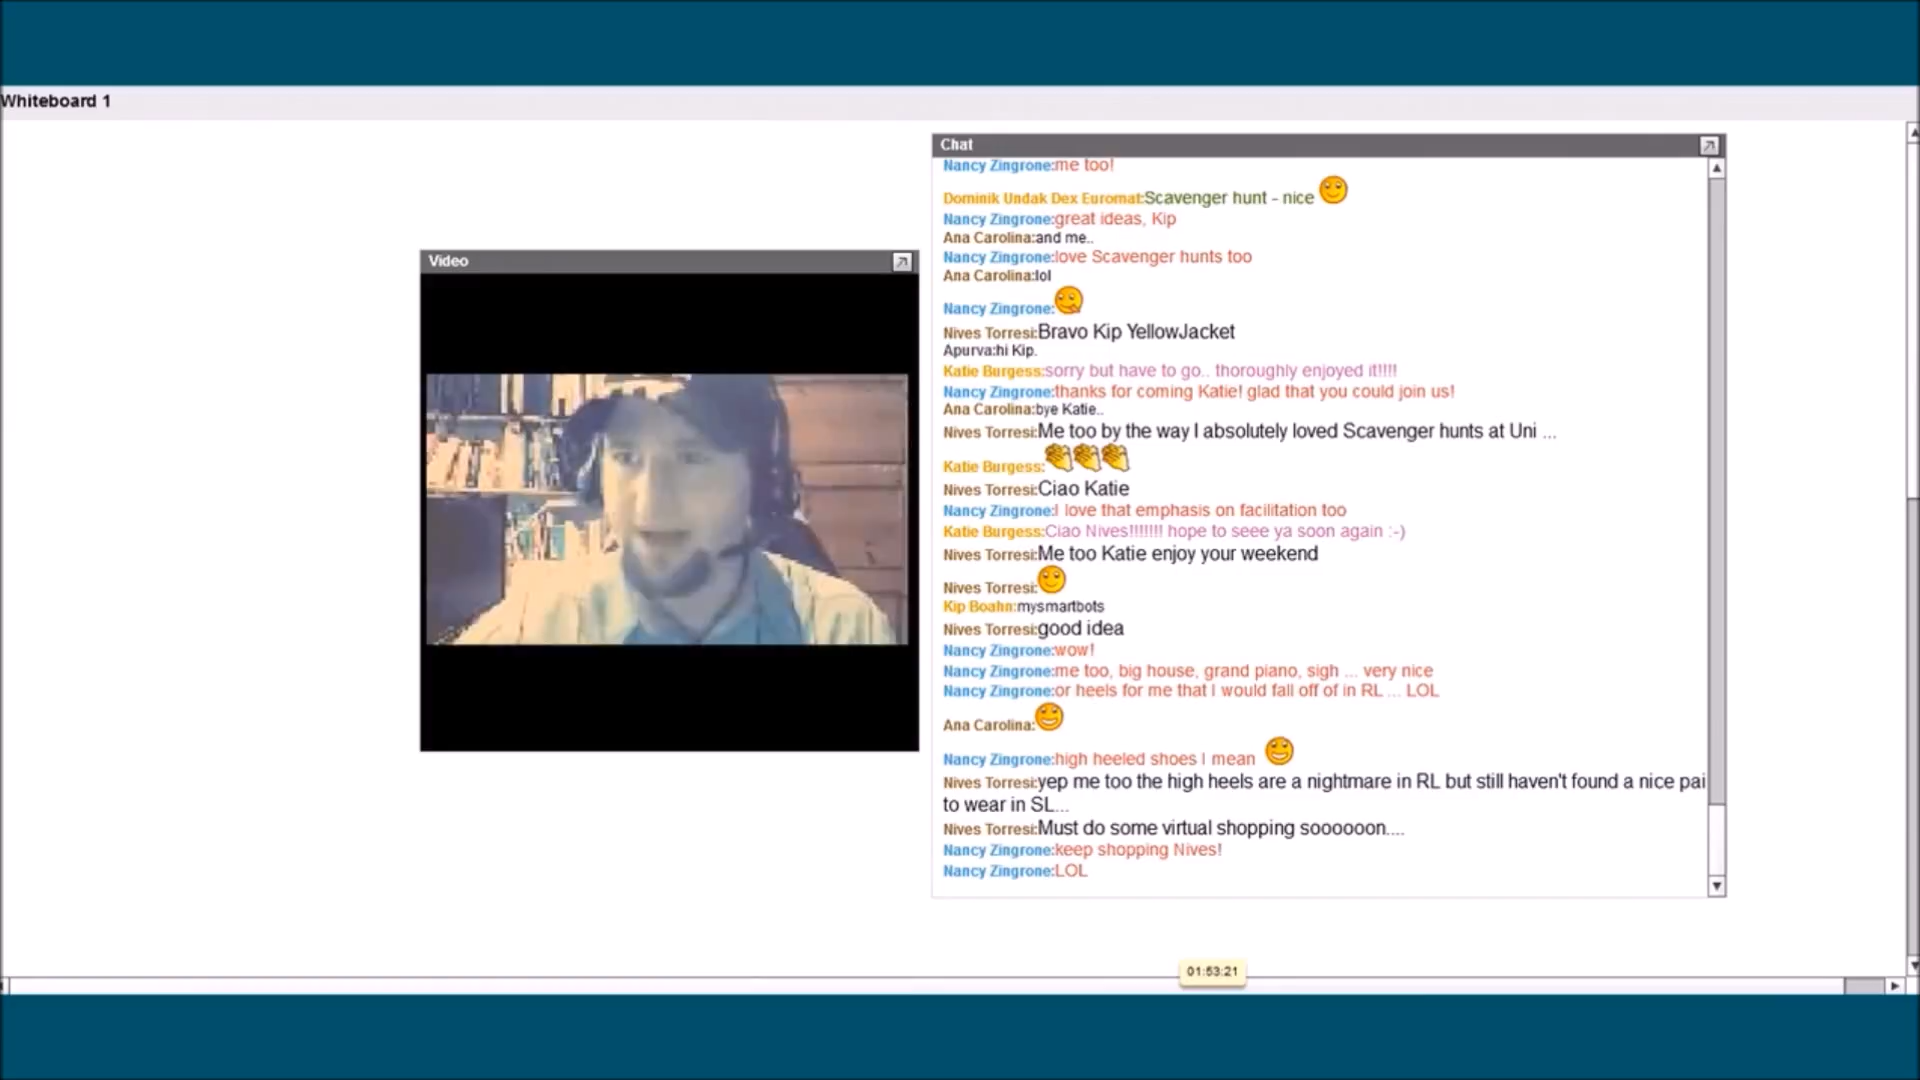 Whiteboard 1
Chat
Nancy Zingrone:me too!
Dominik Undak Dex Euromat:Scavenger hunt - nice
Nancy Zingrone:great ideas, Kip
Ana Carolina:and me..
Video
Nancy Zingrone:love Scavenger hunts too
Ana Carolina:lol
Nancy Zingrone:
Nives Torresi:Bravo Kip YellowJacket
Apurva:hi Kip.
Katie Burgess:sorry but have to go.. thoroughly enjoyed it!!!!
Nancy Zingrone:thanks for coming Katie! glad that you could join us!
Ana Carolina:bye Katie..
Nives Torresi:Me too by the way I absolutely loved Scavenger hunts at Uni ...
Katie Burgess:
Nives Torresi:Ciao Katie
Nancy Zingrone:I love that emphasis on facilitation too
Katie Burgess:Ciao Nives!!!!!!! hope to seee ya soon again :-)
Nives Torresi:Me too Katie enjoy your weekend
Nives Torresi:
Kip Boahn:mysmartbots
Nives Torresi:good idea
Nancy Zingrone:wow!
Nancy Zingrone:me too, big house, grand piano, sigh ... very nice
Nancy Zingrone:or heels for me that I would fall off of in RL ... LOL
Ana Carolina:
Nancy Zingrone:high heeled shoes I mean
Nives Torresi:yep me too the high heels are a nightmare in RL but still haven't found a nice pai
to wear in SL...
Nives Torresi:Must do some virtual shopping soooooon....
Nancy Zingrone:keep shopping Nives!
Nancy Zingrone:LOL
01:53:21